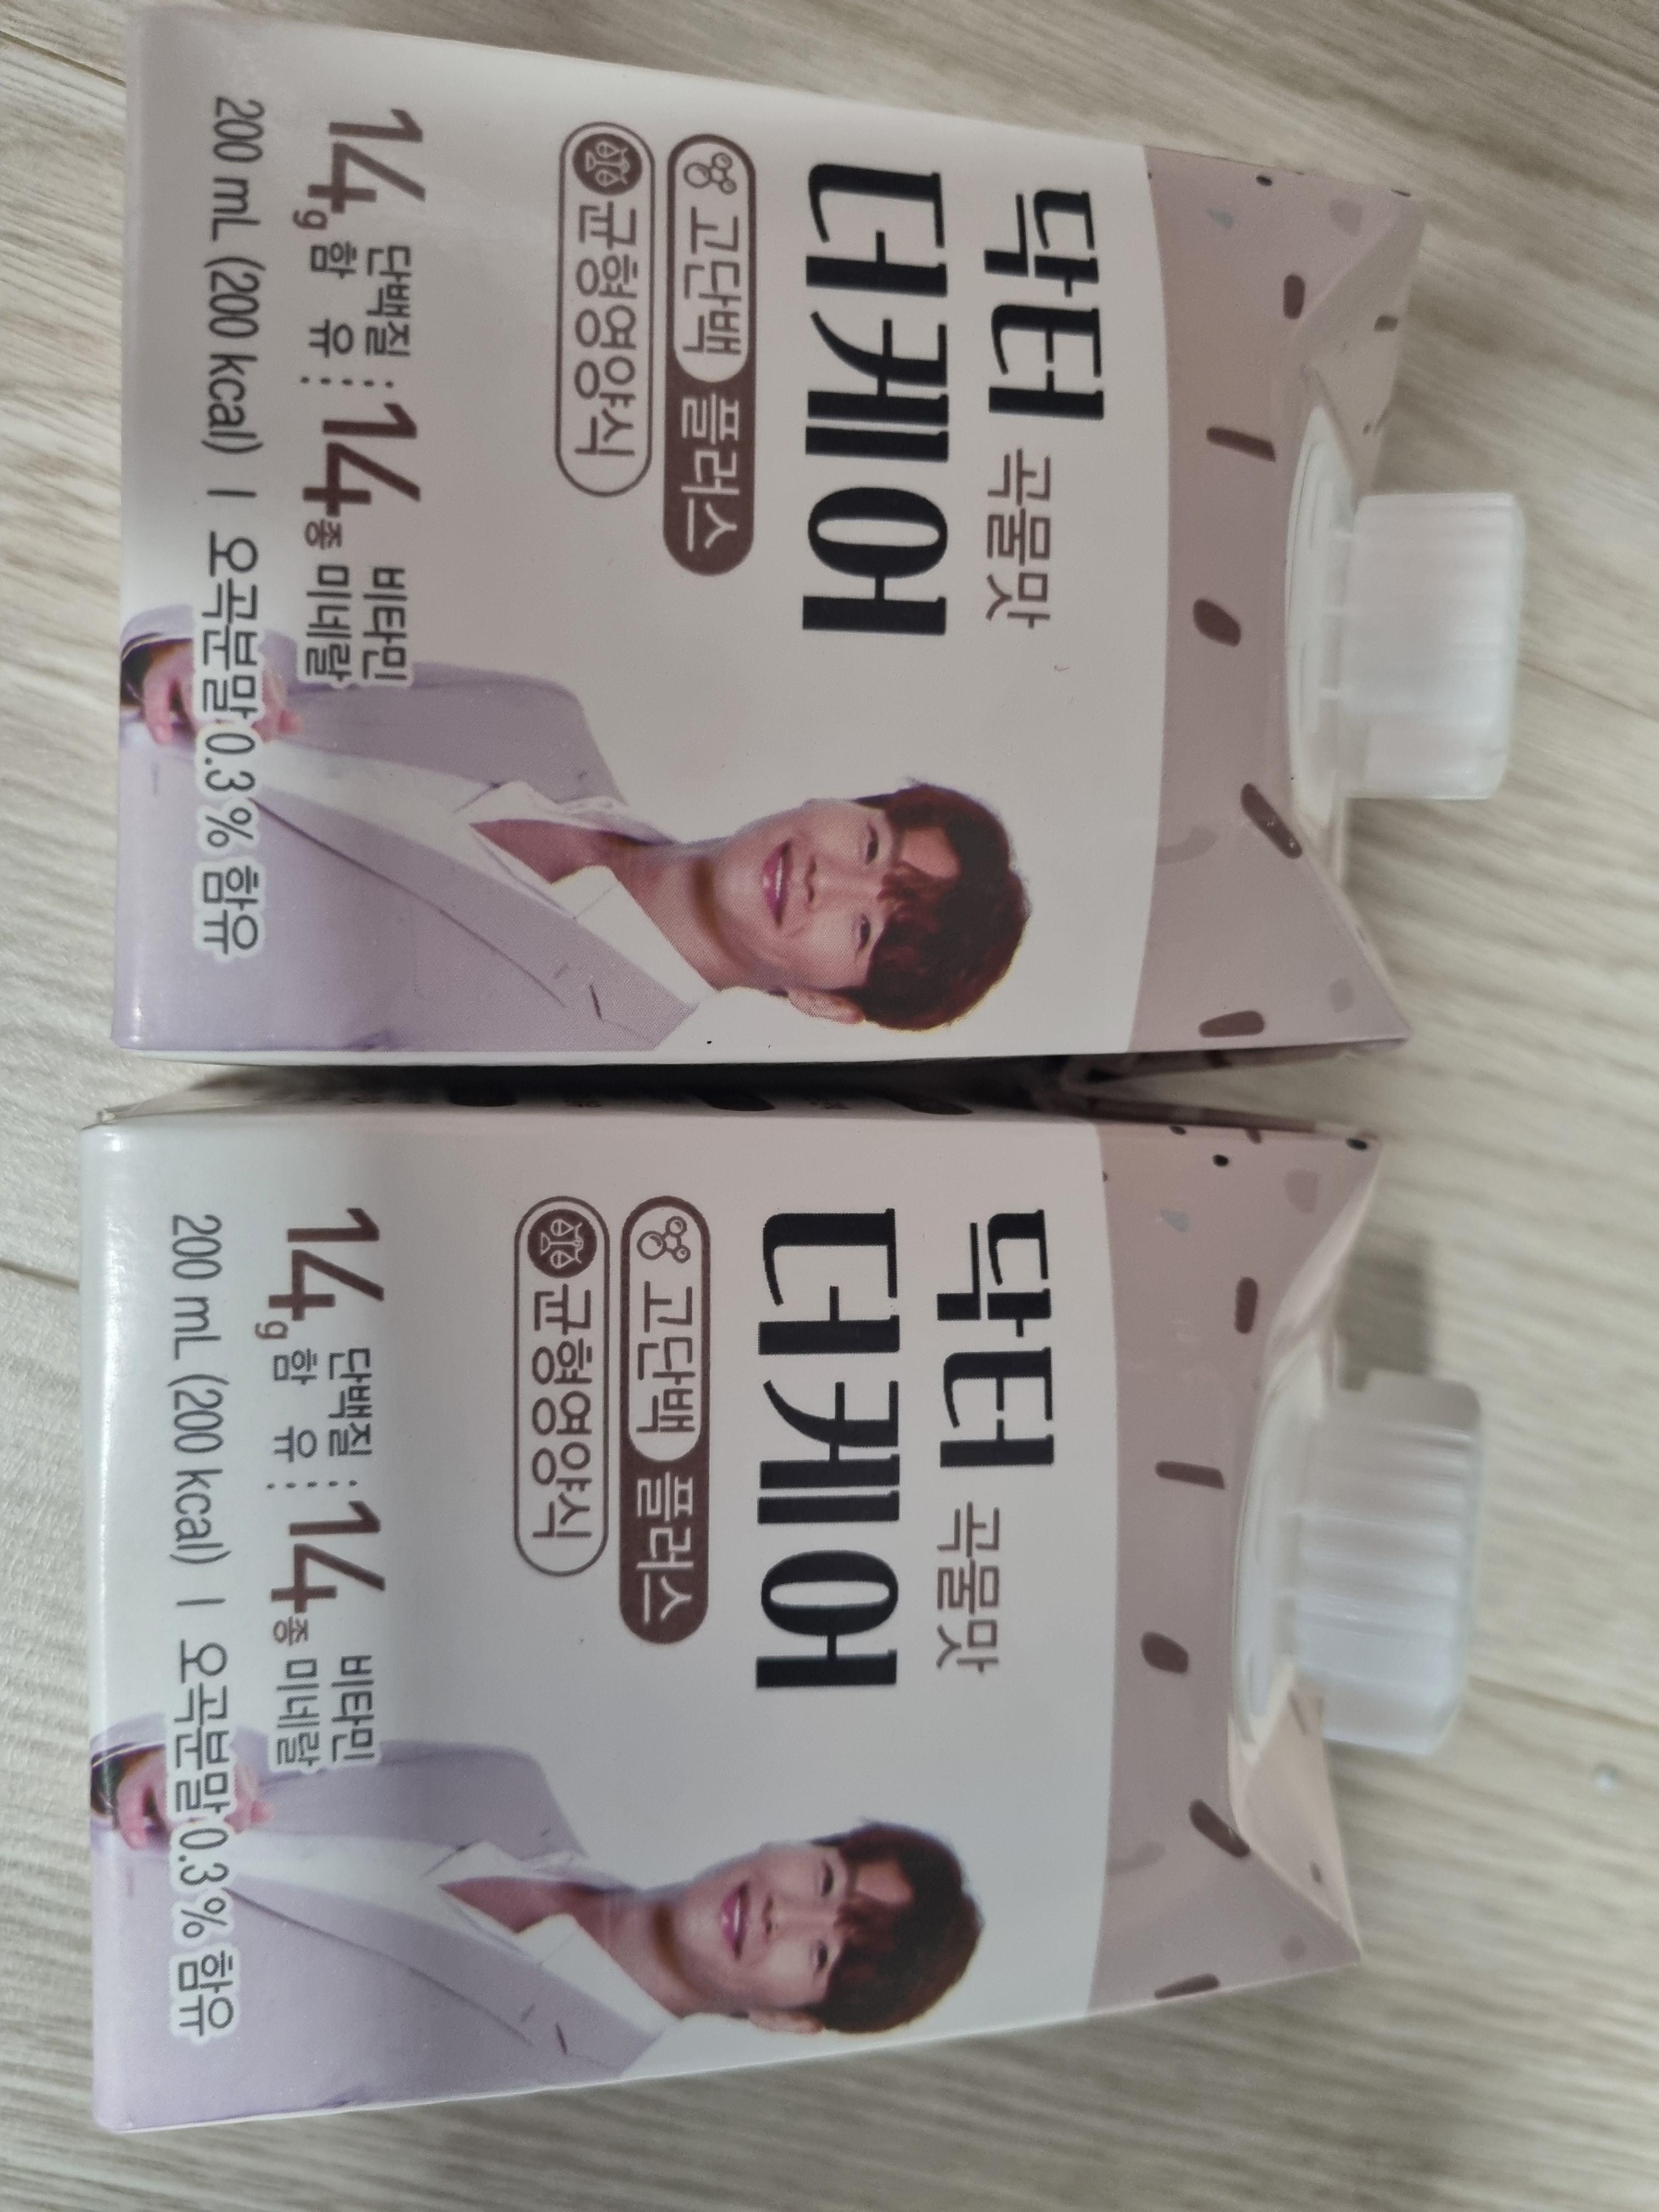 닥터 곡물맛
더케어
고단백 플러스
균형영양식
14g 단백질 함유 14종 비타민 미네랄
200 mL (200 kcal) | 오곡분말 0.3 % 함유
닥터 곡물맛
더케어
고단백 플러스
균형영양식
14g 단백질 함유 14종 비타민 미네랄
200 mL (200 kcal) | 오곡분말 0.3 % 함유